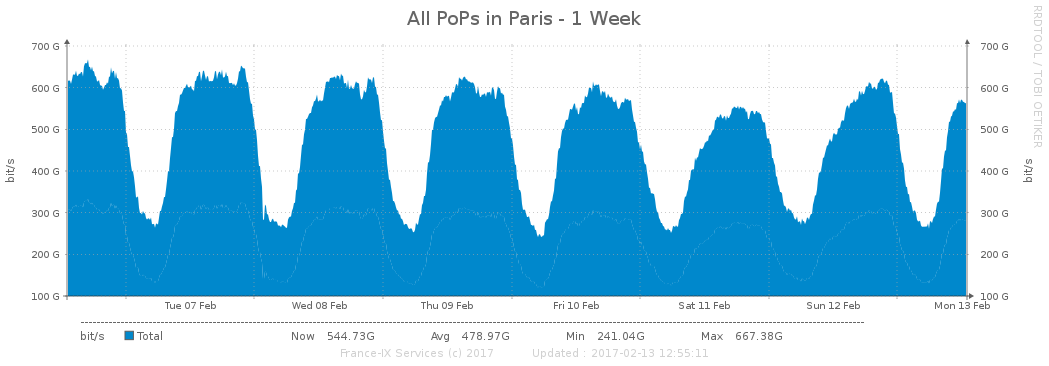 All PoPs in Paris - 1 Week
RRDTOOL / TOBI OETIKER
700 G 700 G
600 G 600 G
500 G 500 G
400 G 400 G
300 G 300 G
200 G 200 G
100 G 100 G
bit/s
bit/s
Tue 07 Feb Wed 08 Feb Thu 09 Feb Fri 10 Feb Sat 11 Feb Sun 12 Feb Mon 13 Feb
bit/s Total Now 544.73G Avg 478.97G Min 241.04G Max 667.38G
France-IX Services (c) 2017 Updated : 2017-02-13 12:55:11